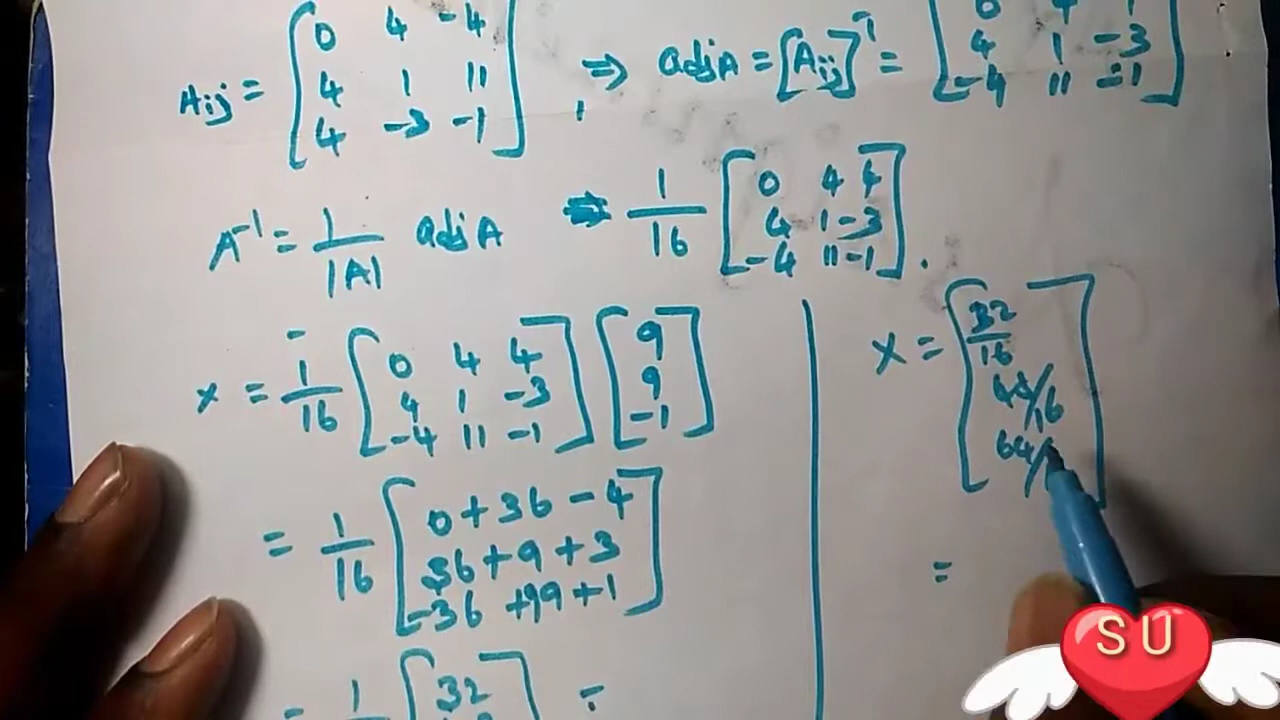 Aij = [0 4 -4
4 1 11
4 -3 -1] , ⇒ adjA = [Aij]ᵀ = [0 4
4 1 -3
-4 11 -1]
A⁻¹ = 1/|A| adjA ⇒ 1/16 [0 4 4
4 1 -3
-4 11 -1].
x = 1/16 [0 4 4
4 1 -3
-4 11 -1] [9
9
-1]
= 1/16 [0+36-4
36+9+3
-36+99+1]
= 1 [32
=
x = [32/16
48/16
64/
=
SU